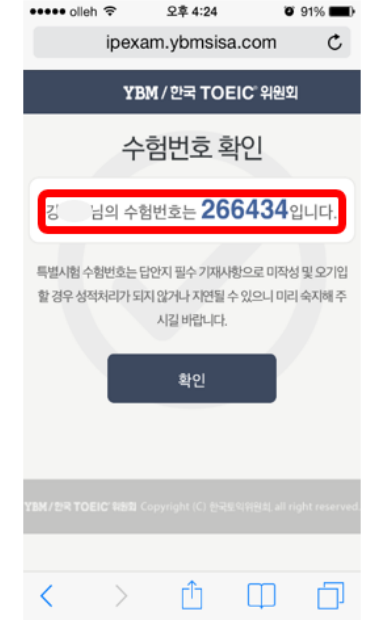 olleh 오후 4:24 91%
ipexam.ybmsisa.com
YBM / 한국 TOEIC 위원회
수험번호 확인
강 님의 수험번호는 266434입니다.
특별시험 수험번호는 답안지 필수 기재사항으로 미작성 및 오기입
할 경우 성적처리가 되지 않거나 지연될 수 있으니 미리 숙지해 주
시길 바랍니다.
확인
YBM / 한국 TOEIC 위원회 Copyright (C) 한국토익위원회. all right reserved.